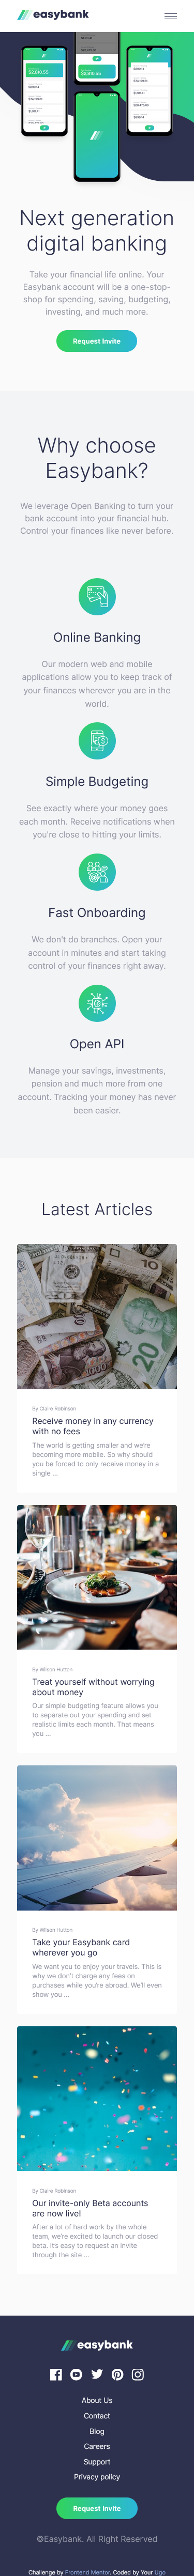 easybank
Next generation
digital banking
Take your financial life online. Your
Easybank account will be a one-stop-
shop for spending, saving, budgeting,
investing, and much more.
Request Invite
Why choose
Easybank?
We leverage Open Banking to turn your
bank account into your financial hub.
Control your finances like never before.
Online Banking
Our modern web and mobile
applications allow you to keep track of
your finances wherever you are in the
world.
Simple Budgeting
See exactly where your money goes
each month. Receive notifications when
you're close to hitting your limits.
Fast Onboarding
We don't do branches. Open your
account in minutes and start taking
control of your finances right away.
Open API
Manage your savings, investments,
pension and much more from one
account. Tracking your money has never
been easier.
Latest Articles
By Claire Robinson
Receive money in any currency
with no fees
The world is getting smaller and we're
becoming more mobile. So why should
you be forced to only receive money in a
single ...
By Wilson Hutton
Treat yourself without worrying
about money
Our simple budgeting feature allows you
to separate out your spending and set
realistic limits each month. That means
you ...
By Wilson Hutton
Take your Easybank card
wherever you go
We want you to enjoy your travels. This is
why we don't charge any fees on
purchases while you're abroad. We'll even
show you ...
By Claire Robinson
Our invite-only Beta accounts
are now live!
After a lot of hard work by the whole
team, we're excited to launch our closed
beta. It's easy to request an invite
through the site ...
easybank
About Us
Contact
Blog
Careers
Support
Privacy policy
Request Invite
©Easybank. All Right Reserved
Challenge by Frontend Mentor. Coded by Your Ugo